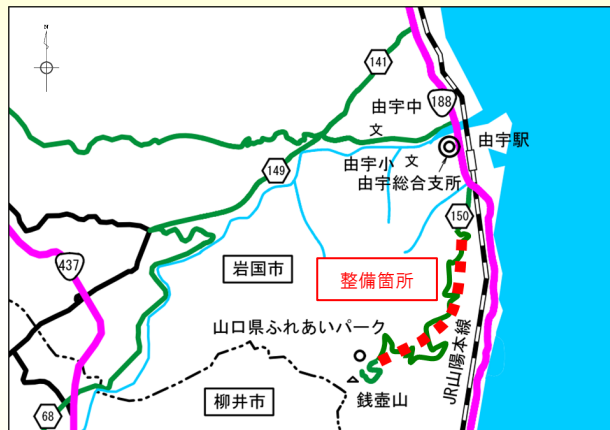 N
141
由宇中
188
文
由宇駅
149
由宇小 文
由宇総合支所
150
437
岩国市
整備箇所
山口県ふれあいパーク
JR山陽本線
銭壺山
柳井市
68